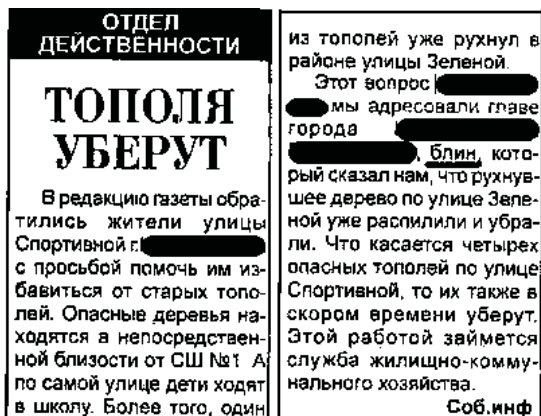 ОТДЕЛ
ДЕЙСТВЕННОСТИ
ТОПОЛЯ
УБЕРУТ
В редакцию газеты обра-
тились жители улицы
Спортивной г.
с просьбой помочь им из-
бавиться от старых топо-
лей. Опасные деревья на-
ходятся в непосредствен-
ной близости от СШ №1 А
по самой улице дети ходят
в школу. Более того, один
из тополей уже рухнул в
районе улицы Зеленой.
Этот вопрос
мы адресовали главе
города
, блин, кото-
рый сказал нам, что рухнув-
шее дерево по улице Зеле-
ной уже распилили и убра-
ли. Что касается четырех
опасных тополей по улице
Спортивной, то их также в
скором времени уберут.
Этой работой займется
служба жилищно-комму-
нального хозяйства.
Соб.инф